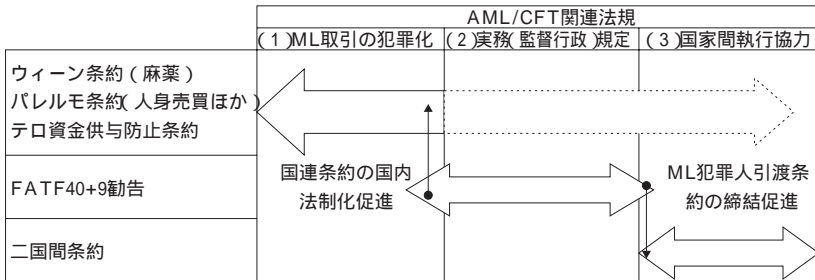 AML/CFT関連法規
(1)ML取引の犯罪化
(2)実務(監督行政)規定
(3)国家間執行協力
ウィーン条約(麻薬)
パレルモ条約(人身売買ほか)
テロ資金供与防止条約
FATF40+9勧告
国連条約の国内
法制化促進
ML犯罪人引渡条
約の締結促進
二国間条約